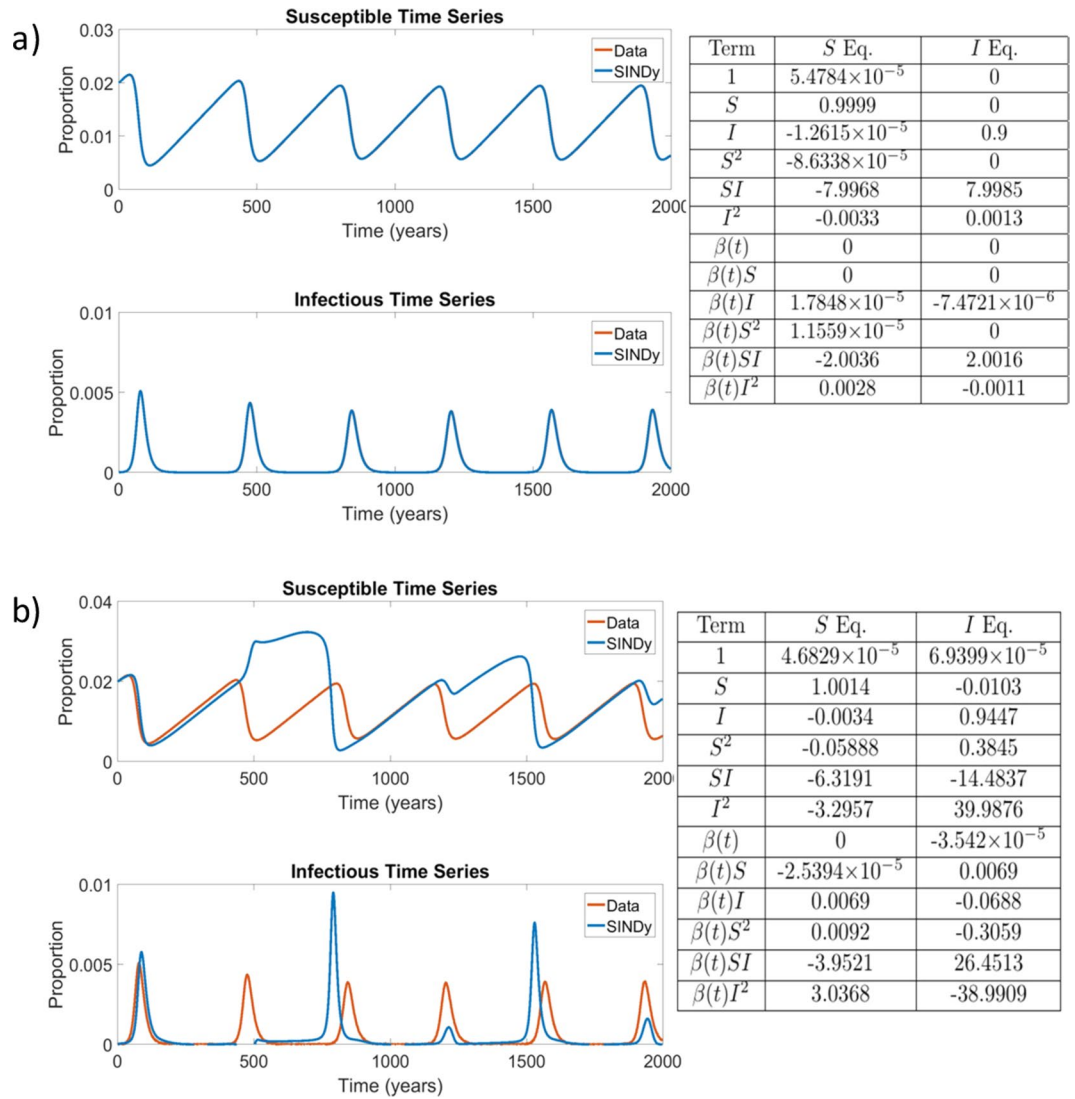 a)
Susceptible Time Series
0.03
0.02
0.01
0
Proportion
Data
SINDy
0 500 1000 1500 2000
Time (years)
Infectious Time Series
0.01
0.005
0
Proportion
Data
SINDy
0 500 1000 1500 2000
Time (years)
Term S Eq. I Eq.
1 5.4784×10⁻⁵ 0
S 0.9999 0
I -1.2615×10⁻⁵ 0.9
S² -8.6338×10⁻⁵ 0
SI -7.9968 7.9985
I² -0.0033 0.0013
β(t) 0 0
β(t)S 0 0
β(t)I 1.7848×10⁻⁵ -7.4721×10⁻⁶
β(t)S² 1.1559×10⁻⁵ 0
β(t)SI -2.0036 2.0016
β(t)I² 0.0028 -0.0011
b)
Susceptible Time Series
0.04
0.02
0
Proportion
Data
SINDy
0 500 1000 1500 2000
Time (years)
Infectious Time Series
0.01
0.005
0
Proportion
Data
SINDy
0 500 1000 1500 2000
Time (years)
Term S Eq. I Eq.
1 4.6829×10⁻⁵ 6.9399×10⁻⁵
S 1.0014 -0.0103
I -0.0034 0.9447
S² -0.05888 0.3845
SI -6.3191 -14.4837
I² -3.2957 39.9876
β(t) 0 -3.542×10⁻⁵
β(t)S -2.5394×10⁻⁵ 0.0069
β(t)I 0.0069 -0.0688
β(t)S² 0.0092 -0.3059
β(t)SI -3.9521 26.4513
β(t)I² 3.0368 -38.9909